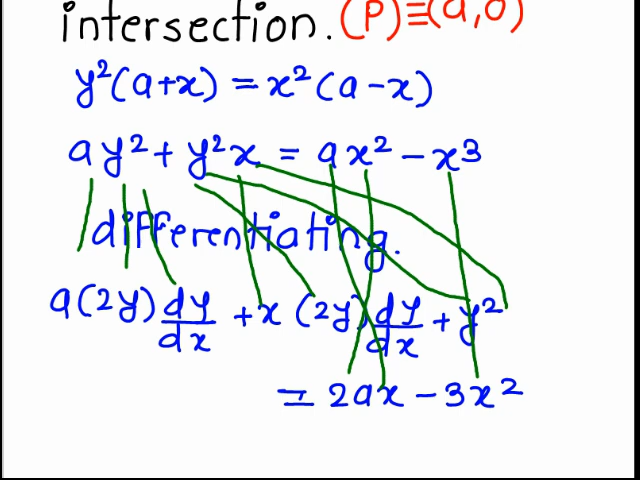 intersection. (P)≡(a,0)
y²(a+x) = x²(a-x)
ay² + y²x = ax² - x3
differentiating.
a(2y) dy/dx + x (2y) dy/dx + y²
= 2ax - 3x²